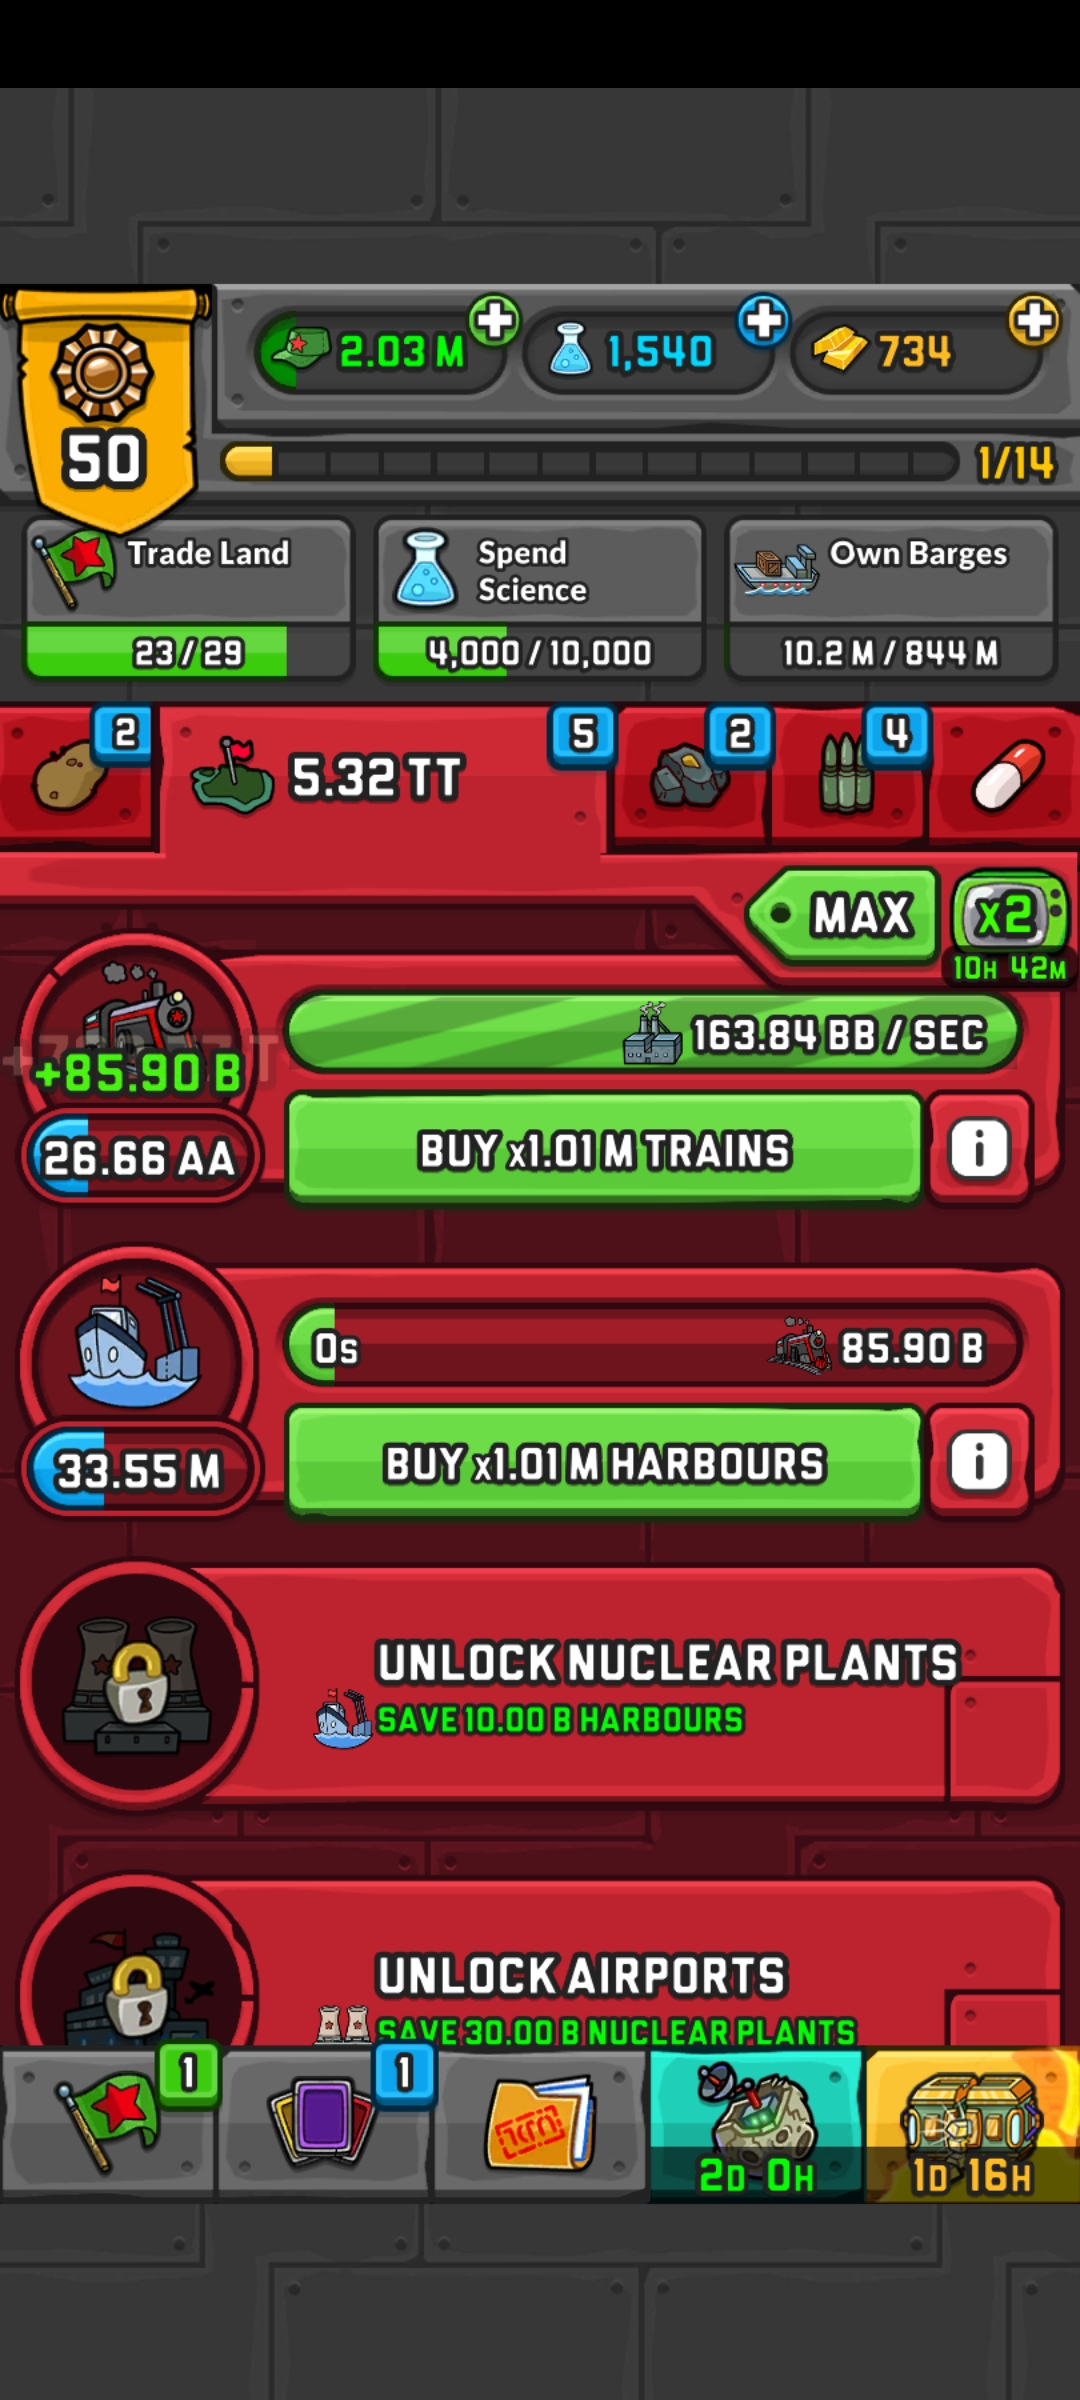 2.03 M
1,540
734
50
1/14
Trade Land
23 / 29
Spend
Science
4,000 / 10,000
Own Barges
10.2 M / 844 M
2
5.32 TT
5
2
4
MAX
x2
10H 42M
163.84 BB / SEC
+85.90 B
BUY x1.01 M TRAINS
i
26.66 AA
0s
85.90 B
BUY x1.01 M HARBOURS
i
33.55 M
UNLOCK NUCLEAR PLANTS
SAVE 10.00 B HARBOURS
UNLOCK AIRPORTS
SAVE 30.00 B NUCLEAR PLANTS
1
1
2D 0H
1D 16H